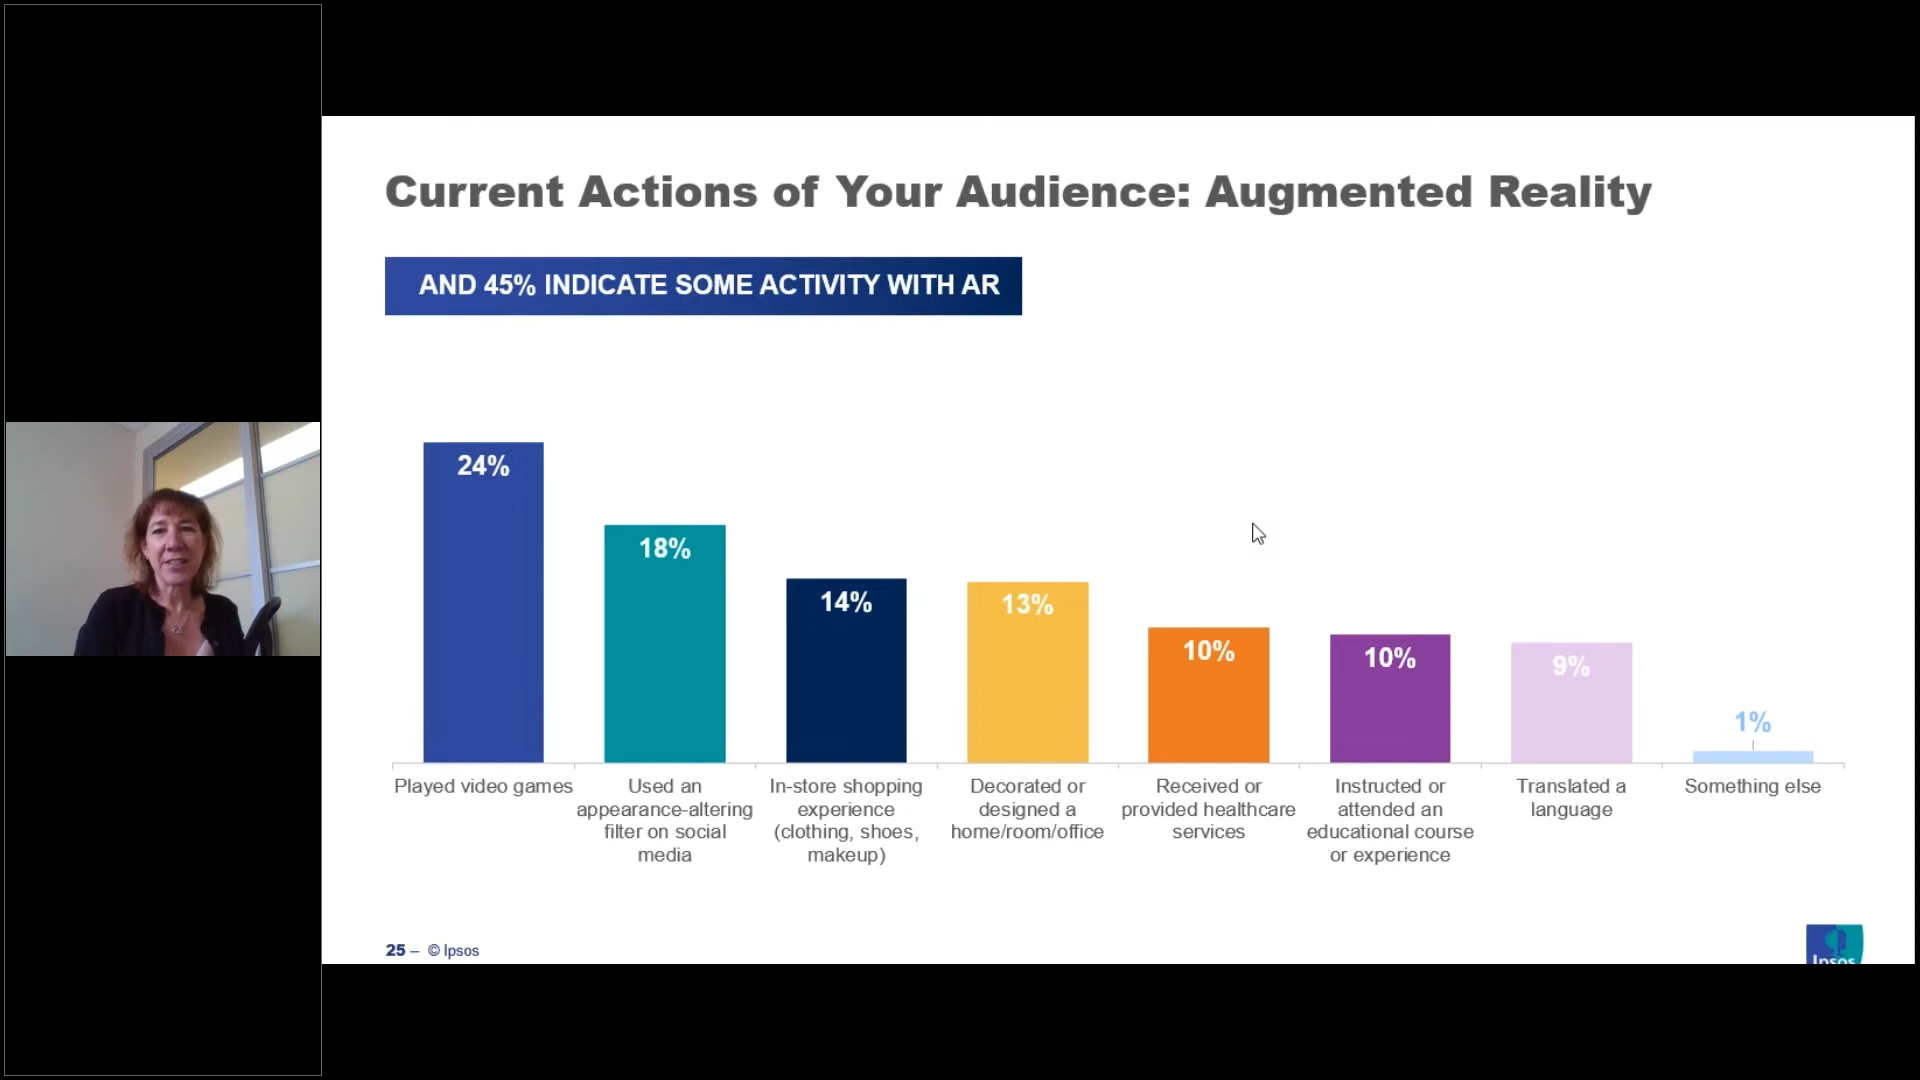 Current Actions of Your Audience: Augmented Reality
AND 45% INDICATE SOME ACTIVITY WITH AR
24%
18%
14%
13%
10%
10%
9%
1%
Played video games
Used an
appearance-altering
filter on social
media
In-store shopping
experience
(clothing, shoes,
makeup)
Decorated or
designed a
home/room/office
Received or
provided healthcare
services
Instructed or
attended an
educational course
or experience
Translated a
language
Something else
25 – © Ipsos
Ipsos